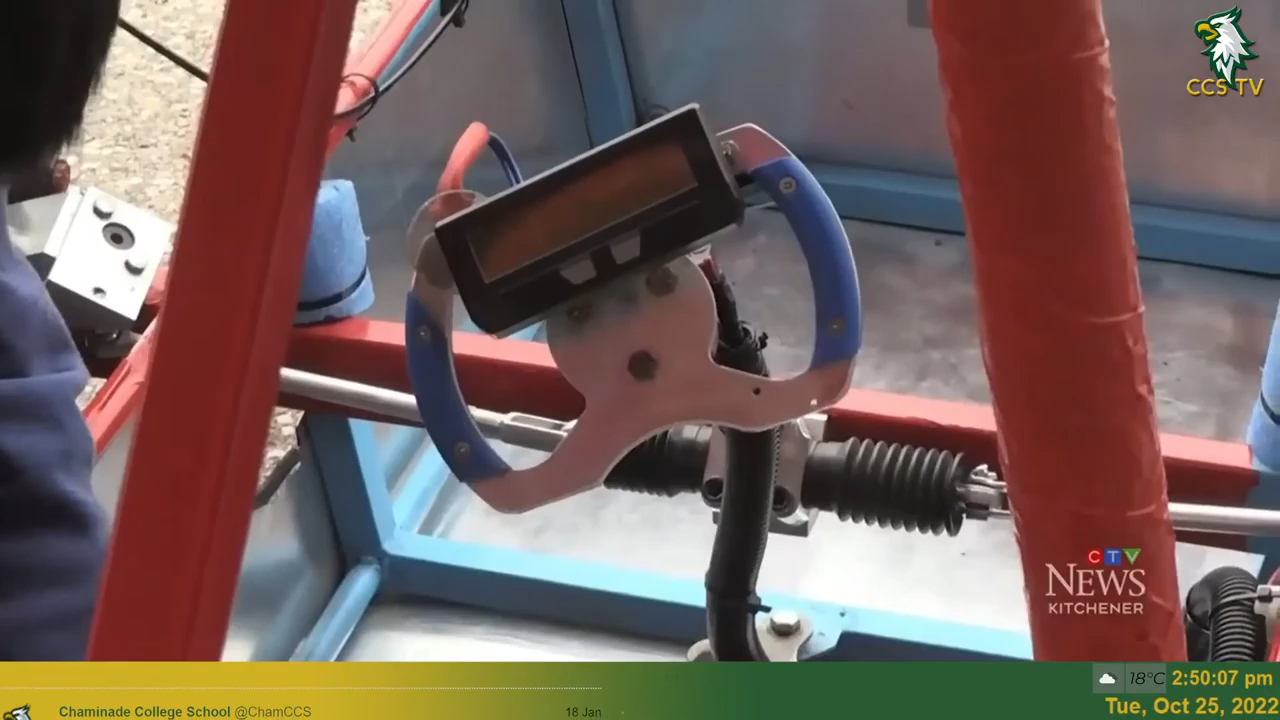 CCS TV
CTV
NEWS
KITCHENER
18°C 2:50:07 pm
Tue, Oct 25, 2022
Chaminade College School @ChamCCS 18 Jan